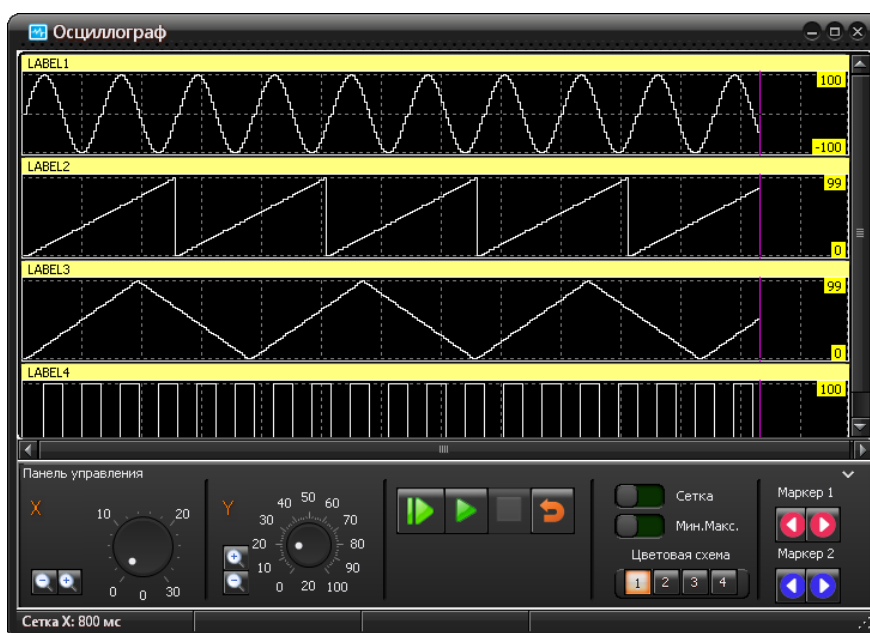 Осциллограф
LABEL1
100
-100
LABEL2
99
0
LABEL3
99
0
LABEL4
100
Панель управления
X
10 20
0 0 30
Y
40 50 60
30 70
20 80
10 90
0 20 100
Сетка
Мин.Макс.
Цветовая схема
1 2 3 4
Маркер 1
Маркер 2
Сетка X: 800 мс